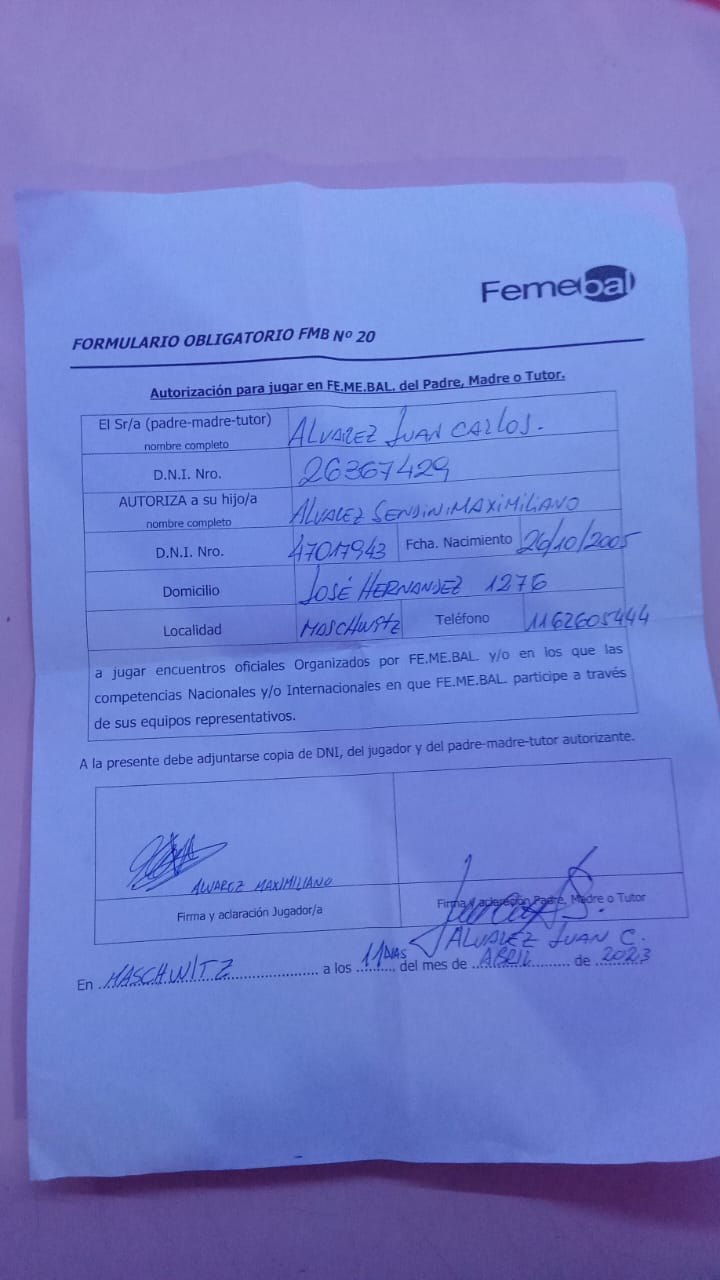 Femebal
FORMULARIO OBLIGATORIO FMB Nº 20
Autorización para jugar en FE.ME.BAL. del Padre, Madre o Tutor.
El Sr/a (padre-madre-tutor) nombre completo ALVAREZ JUAN CARLOS.
D.N.I. Nro. 26367429
AUTORIZA a su hijo/a nombre completo ALVAREZ SENDIN MAXIMILIANO
D.N.I. Nro. 47017943 Fcha. Nacimiento 26/10/2005
Domicilio JOSÉ HERNANDEZ 1276
Localidad MASCHWITZ Teléfono 1162605444
a jugar encuentros oficiales Organizados por FE.ME.BAL. y/o en los que las
competencias Nacionales y/o Internacionales en que FE.ME.BAL. participe a través
de sus equipos representativos.
A la presente debe adjuntarse copia de DNI, del jugador y del padre-madre-tutor autorizante.
ALVAREZ MAXIMILIANO
Firma y aclaración Jugador/a
Firma y aclaración Padre, Madre o Tutor
ALVAREZ JUAN C.
En MASCHWITZ a los 11 DIAS del mes de ABRIL de 2023